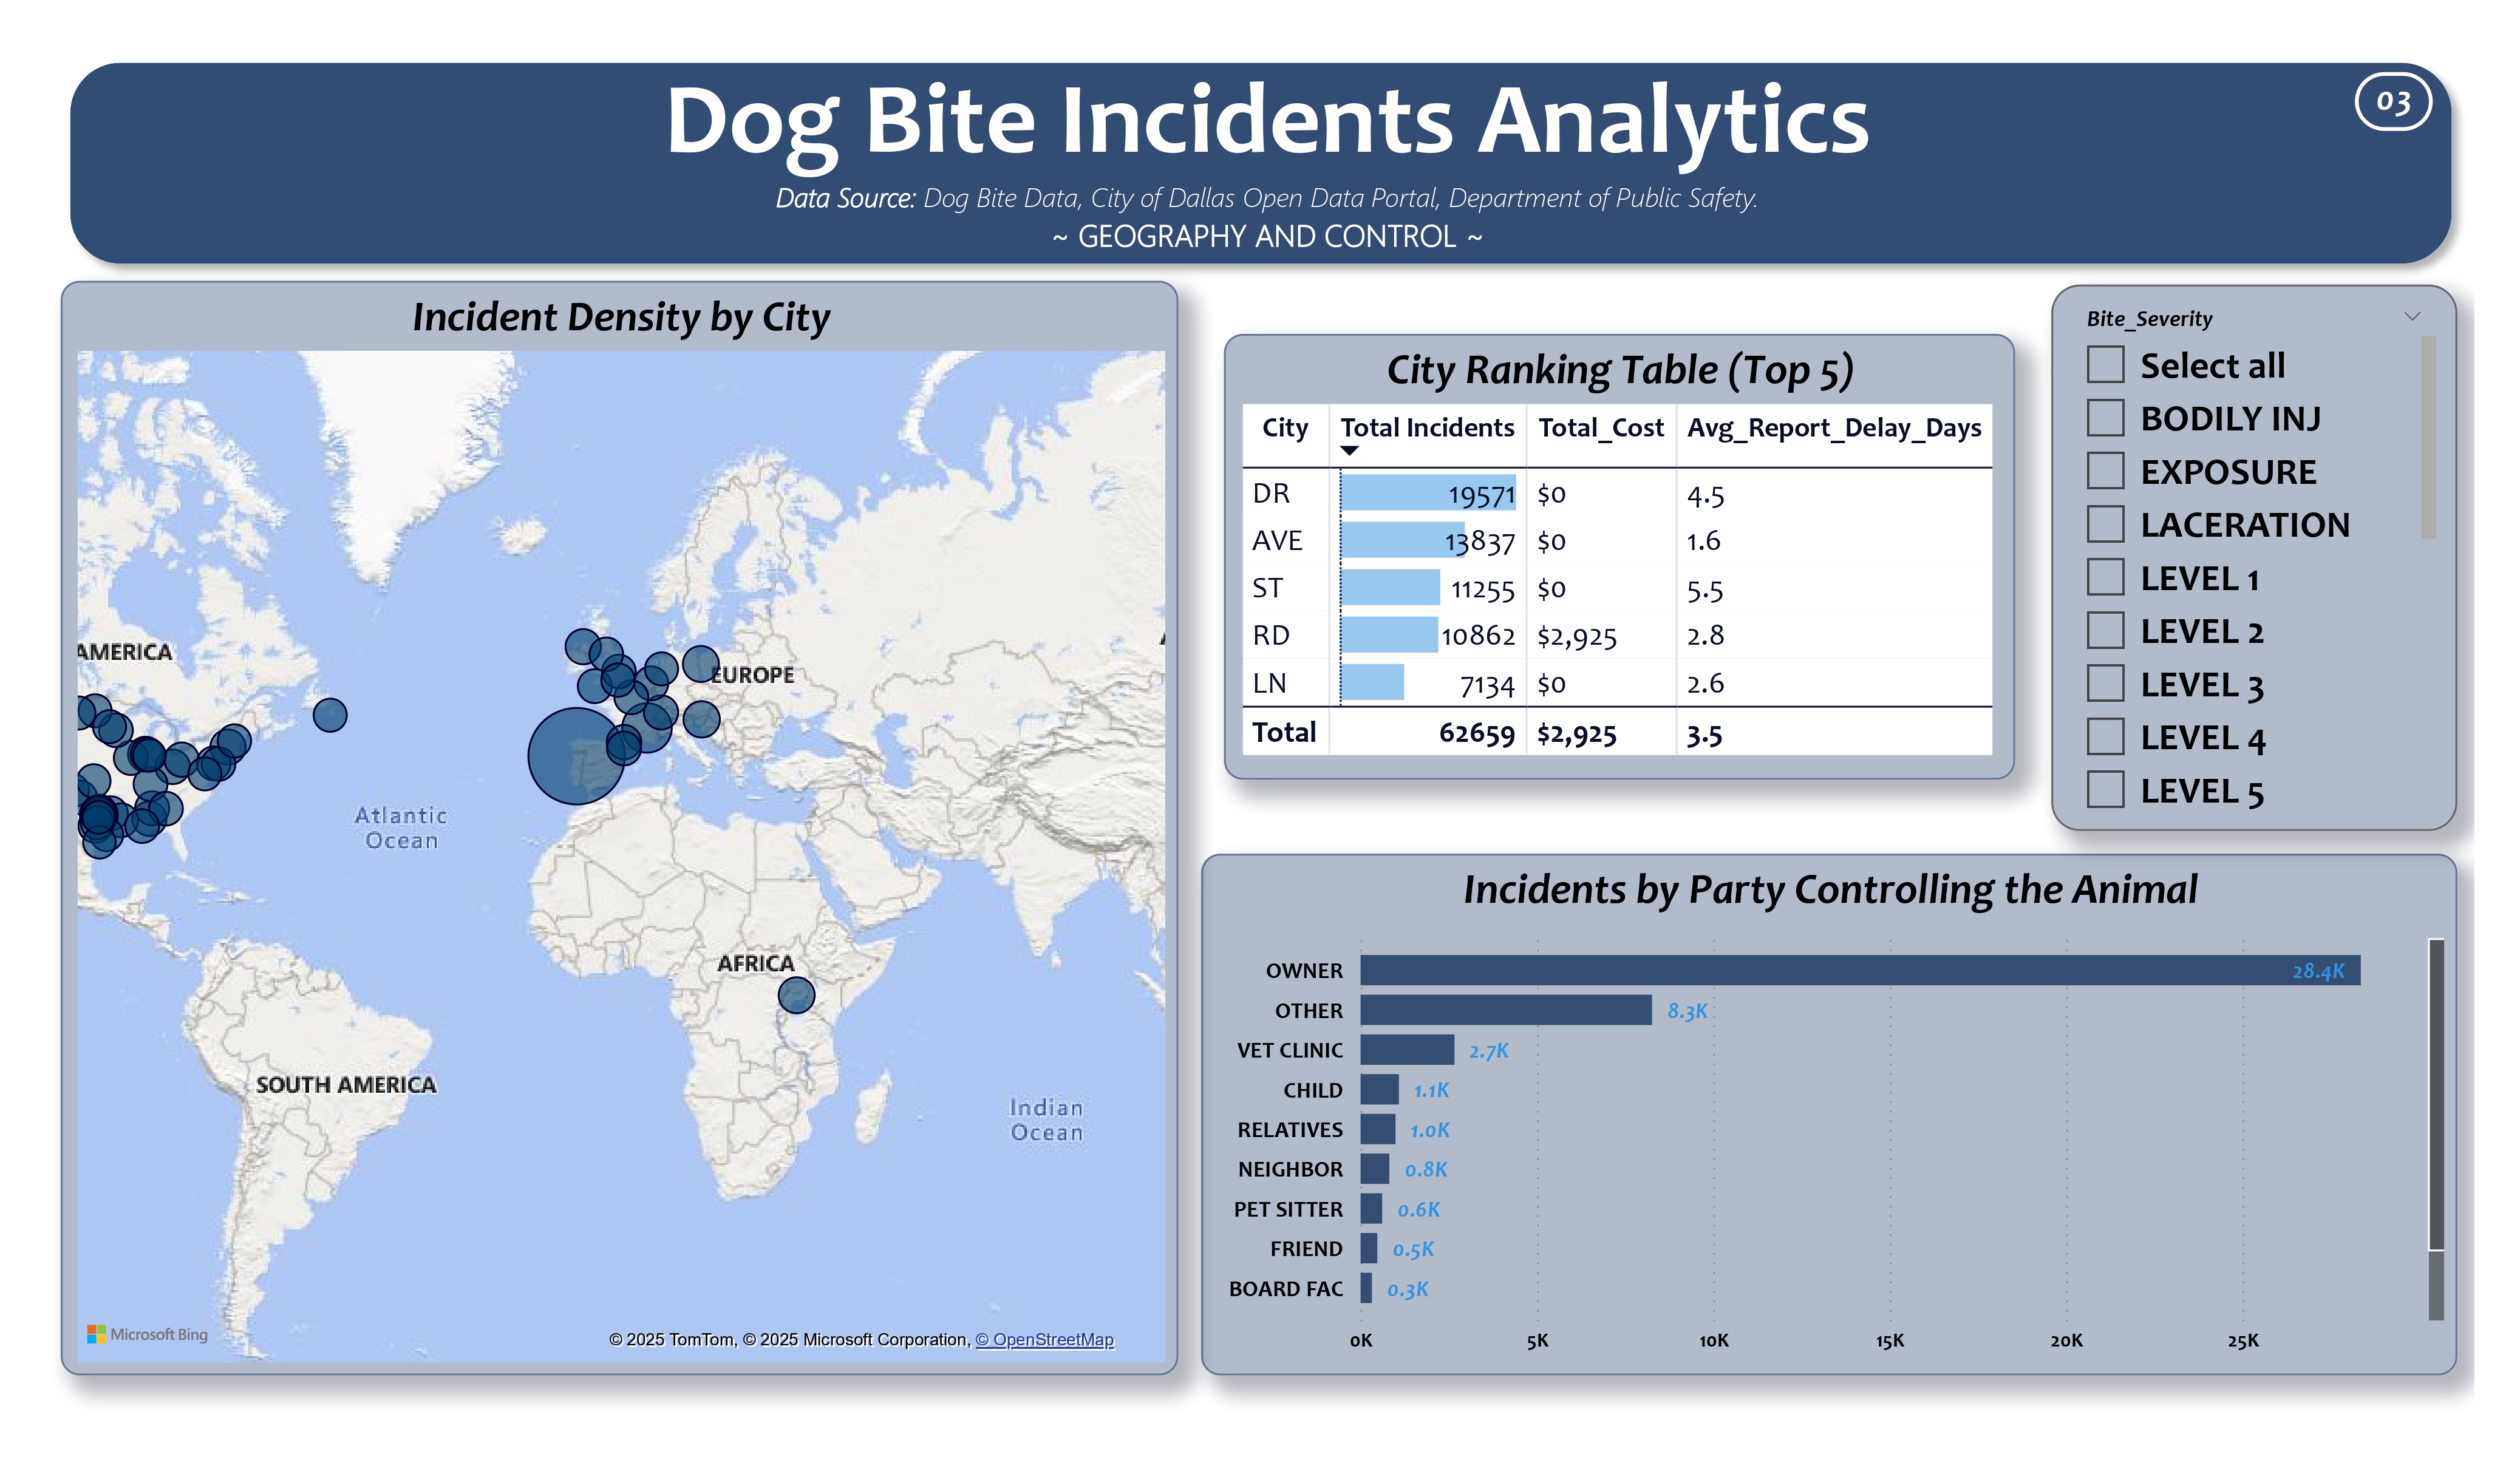 Dog Bite Incidents Analytics
03
Data Source: Dog Bite Data, City of Dallas Open Data Portal, Department of Public Safety.
~ GEOGRAPHY AND CONTROL ~
Incident Density by City
AMERICA
EUROPE
Atlantic
Ocean
AFRICA
SOUTH AMERICA
Indian
Ocean
Microsoft Bing
© 2025 TomTom, © 2025 Microsoft Corporation, © OpenStreetMap
City Ranking Table (Top 5)
City Total Incidents Total_Cost Avg_Report_Delay_Days
DR 19571 $0 4.5
AVE 13837 $0 1.6
ST 11255 $0 5.5
RD 10862 $2,925 2.8
LN 7134 $0 2.6
Total 62659 $2,925 3.5
Bite_Severity
Select all
BODILY INJ
EXPOSURE
LACERATION
LEVEL 1
LEVEL 2
LEVEL 3
LEVEL 4
LEVEL 5
Incidents by Party Controlling the Animal
OWNER 28.4K
OTHER 8.3K
VET CLINIC 2.7K
CHILD 1.1K
RELATIVES 1.0K
NEIGHBOR 0.8K
PET SITTER 0.6K
FRIEND 0.5K
BOARD FAC 0.3K
0K 5K 10K 15K 20K 25K